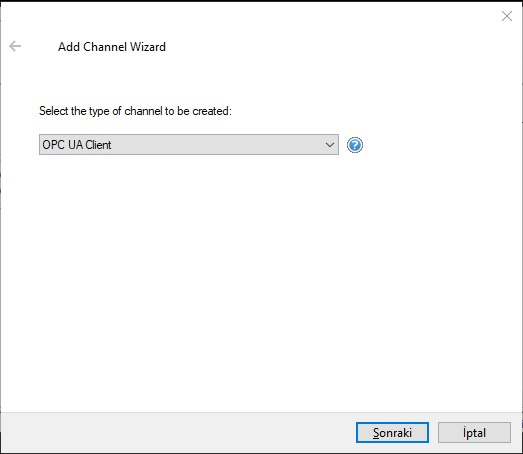 Add Channel Wizard
Select the type of channel to be created:
OPC UA Client
?
Sonraki
İptal